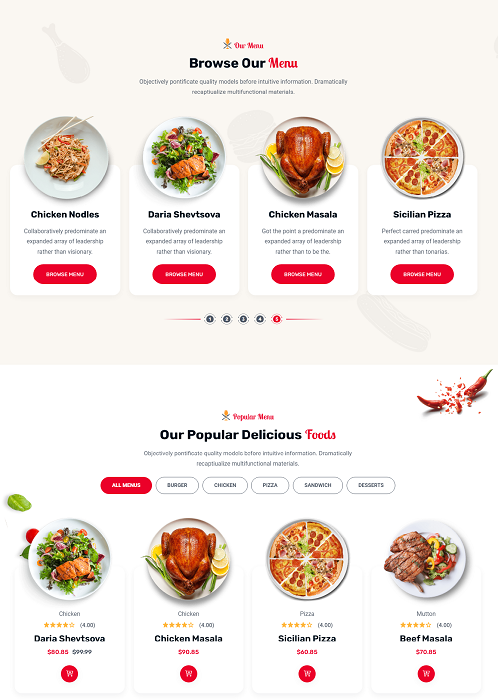 Our Menu
Browse Our Menu
Objectively pontificate quality models before intuitive information. Dramatically
recaptiualize multifunctional materials.
Chicken Nodles
Daria Shevtsova
Chicken Masala
Sicilian Pizza
Collaboratively predominate an
expanded array of leadership
rather than visionary.
Collaboratively predominate an
expanded array of leadership
rather than visionary.
Got the point a predominate an
expanded array of leadership
rather than to be the.
Perfect carred predominate an
expanded array of leadership
rather than tonarias.
BROWSE MENU
BROWSE MENU
BROWSE MENU
BROWSE MENU
1 2 3 4 5
Popular Menu
Our Popular Delicious Foods
Objectively pontificate quality models before intuitive information. Dramatically
recaptiualize multifunctional materials.
ALL MENUS
BURGER
CHICKEN
PIZZA
SANDWICH
DESSERTS
Chicken
(4.00)
Daria Shevtsova
$80.85 $99.99
Chicken
(4.00)
Chicken Masala
$90.85
Pizza
(4.00)
Sicilian Pizza
$60.85
Mutton
(4.00)
Beef Masala
$70.85